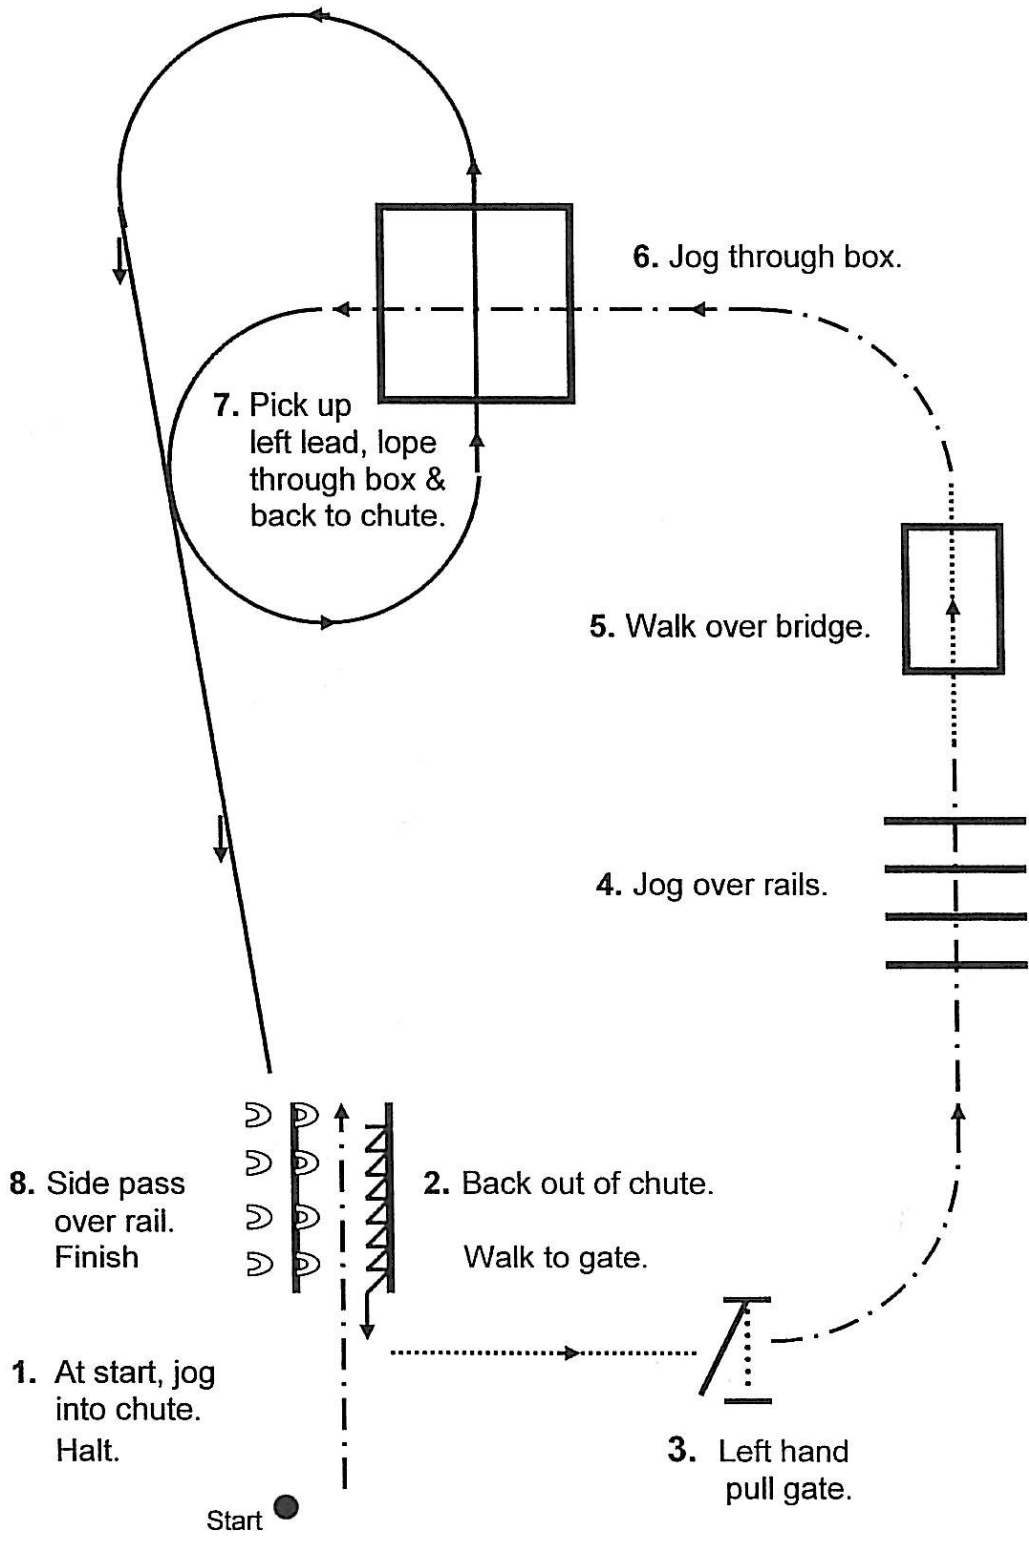 6. Jog through box.
7. Pick up
left lead, lope
through box &
back to chute.
5. Walk over bridge.
4. Jog over rails.
8. Side pass
over rail.
Finish
2. Back out of chute.
Walk to gate.
1. At start, jog
into chute.
Halt.
3. Left hand
pull gate.
Start